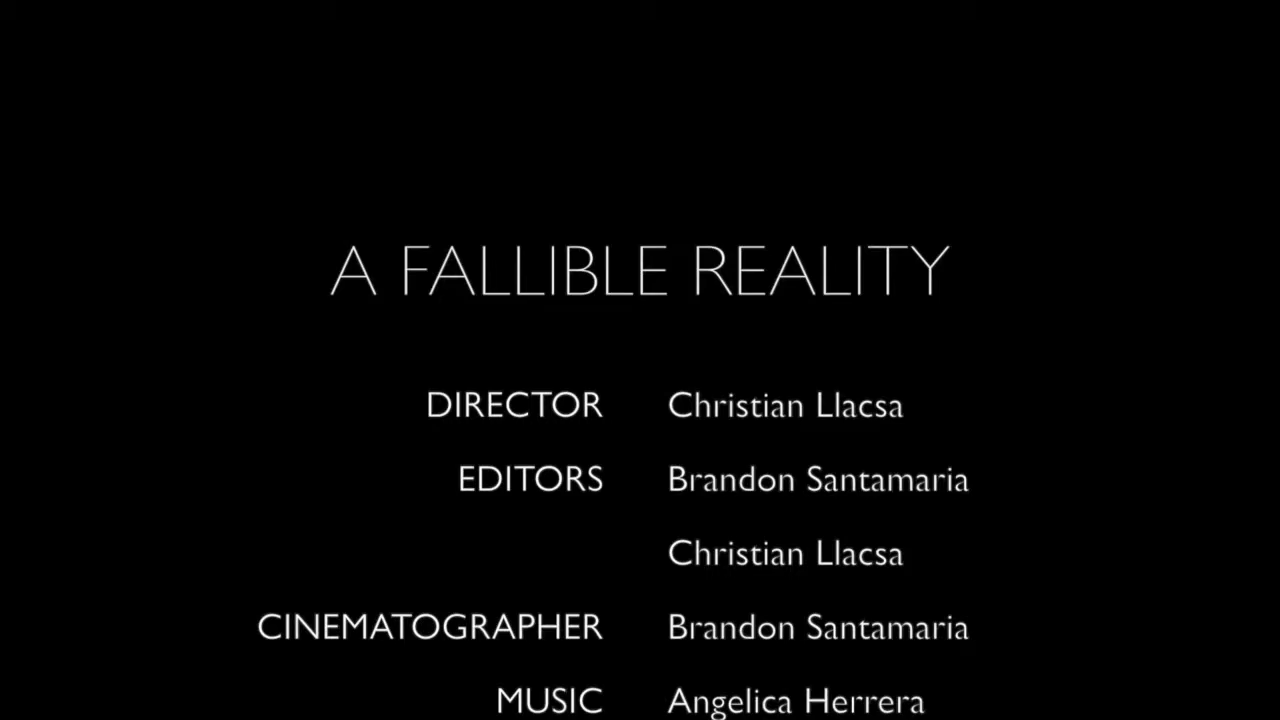 A FALLIBLE REALITY
DIRECTOR Christian Llacsa
EDITORS Brandon Santamaria
Christian Llacsa
CINEMATOGRAPHER Brandon Santamaria
MUSIC Angelica Herrera